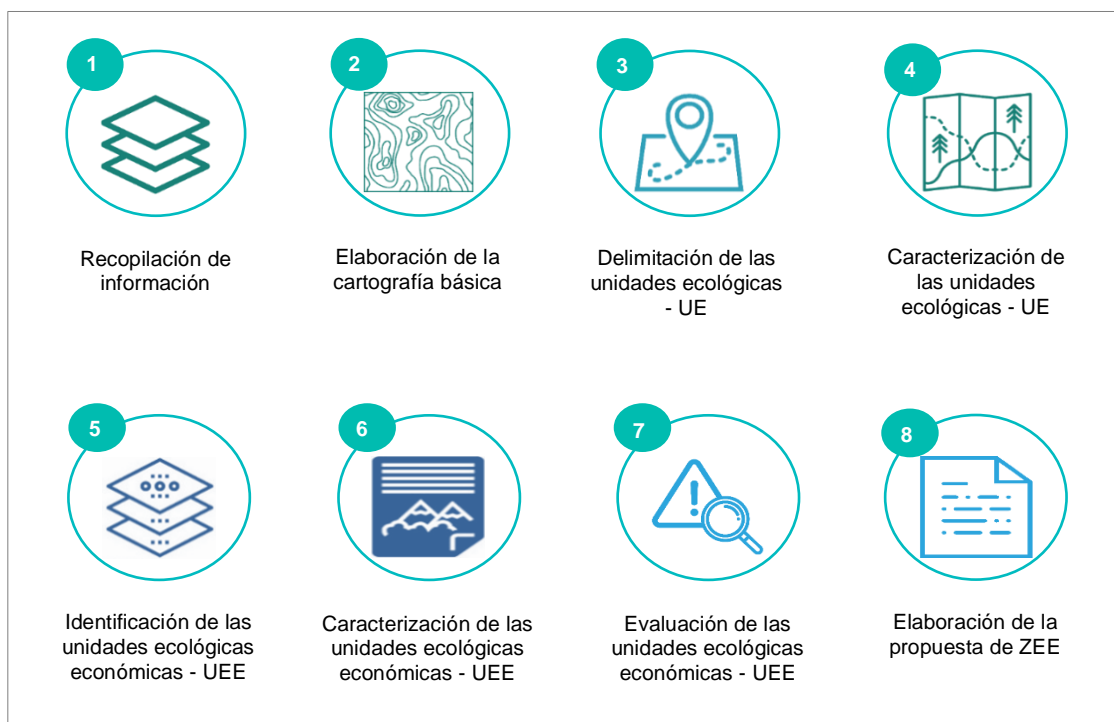 1
2
3
4
Recopilación de
información
Elaboración de la
cartografía básica
Delimitación de las
unidades ecológicas
- UE
Caracterización de
las unidades
ecológicas - UE
5
6
7
8
Identificación de las
unidades ecológicas
económicas - UEE
Caracterización de las
unidades ecológicas
económicas - UEE
Evaluación de las
unidades ecológicas
económicas - UEE
Elaboración de la
propuesta de ZEE